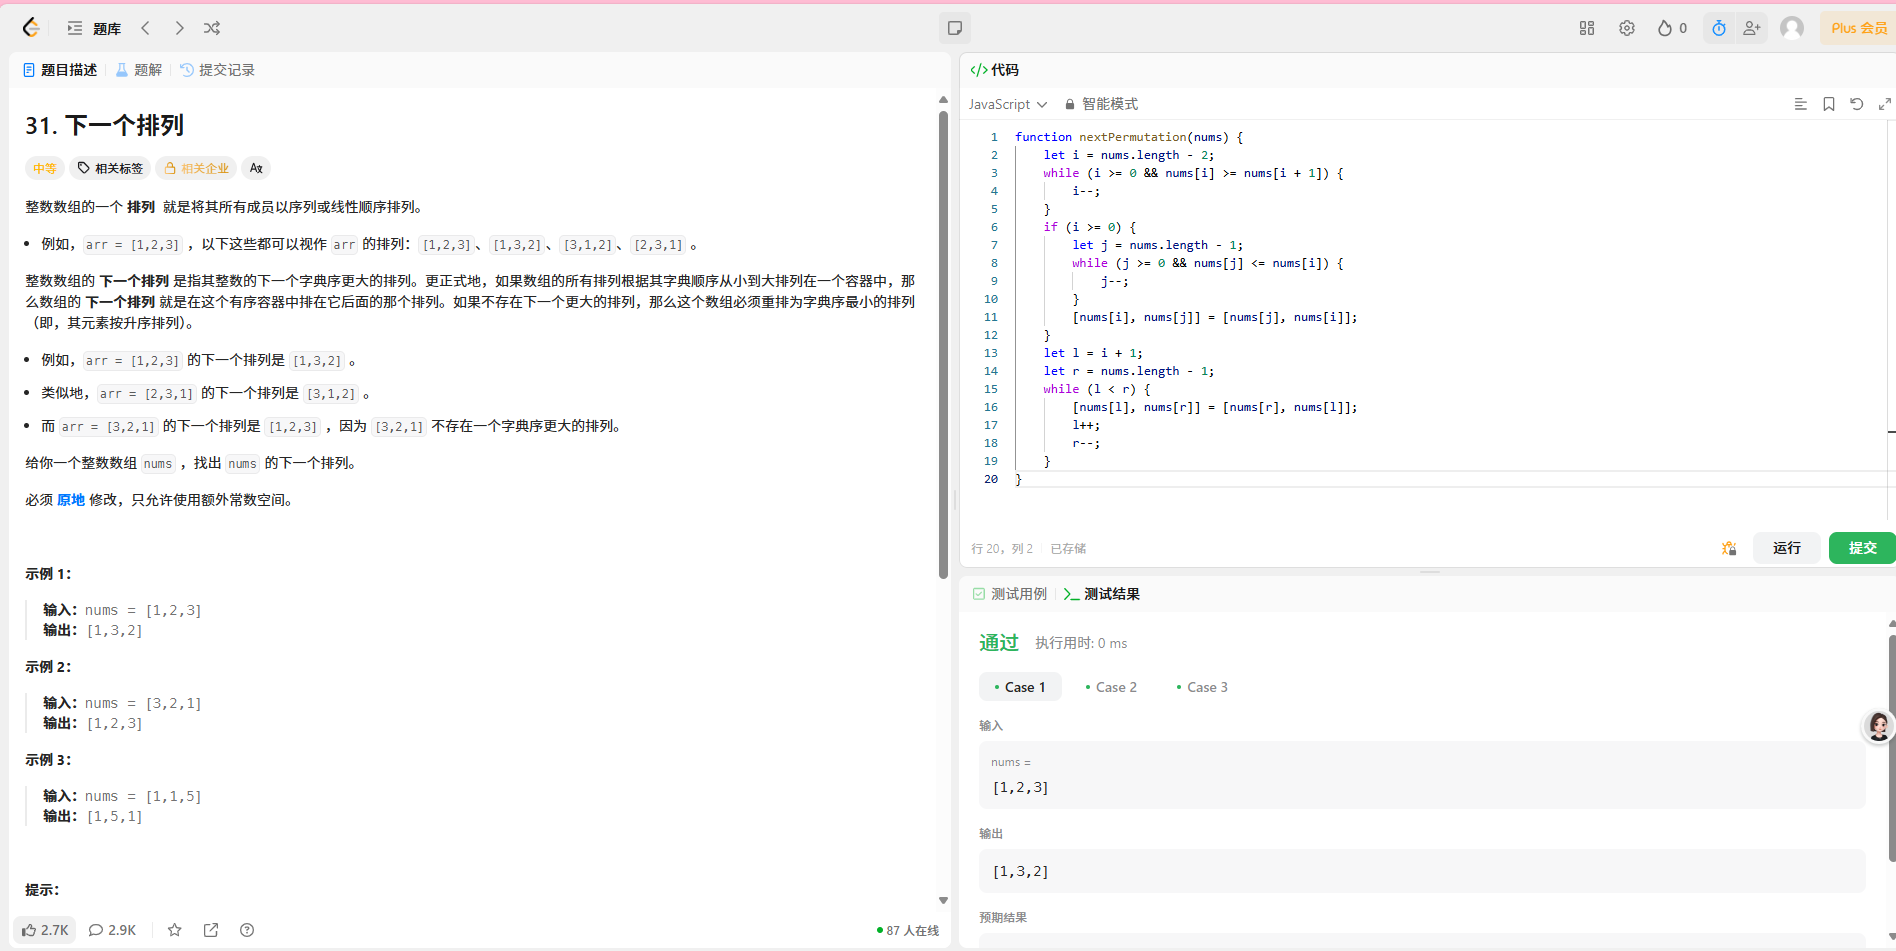 题库
0
Plus 会员
题目描述
题解
提交记录
31. 下一个排列
中等
相关标签
相关企业
整数数组的一个 排列 就是将其所有成员以序列或线性顺序排列。
例如，arr = [1,2,3] ，以下这些都可以视作 arr 的排列：[1,2,3]、[1,3,2]、[3,1,2]、[2,3,1] 。
整数数组的 下一个排列 是指其整数的下一个字典序更大的排列。更正式地，如果数组的所有排列根据其字典顺序从小到大排列在一个容器中，那
么数组的 下一个排列 就是在这个有序容器中排在它后面的那个排列。如果不存在下一个更大的排列，那么这个数组必须重排为字典序最小的排列
（即，其元素按升序排列）。
例如，arr = [1,2,3] 的下一个排列是 [1,3,2] 。
类似地，arr = [2,3,1] 的下一个排列是 [3,1,2] 。
而 arr = [3,2,1] 的下一个排列是 [1,2,3] ，因为 [3,2,1] 不存在一个字典序更大的排列。
给你一个整数数组 nums ，找出 nums 的下一个排列。
必须 原地 修改，只允许使用额外常数空间。
示例 1：
输入：nums = [1,2,3]
输出：[1,3,2]
示例 2：
输入：nums = [3,2,1]
输出：[1,2,3]
示例 3：
输入：nums = [1,1,5]
输出：[1,5,1]
提示：
2.7K
2.9K
87 人在线
</>代码
JavaScript
智能模式
1 function nextPermutation(nums) {
2 let i = nums.length - 2;
3 while (i >= 0 && nums[i] >= nums[i + 1]) {
4 i--;
5 }
6 if (i >= 0) {
7 let j = nums.length - 1;
8 while (j >= 0 && nums[j] <= nums[i]) {
9 j--;
10 }
11 [nums[i], nums[j]] = [nums[j], nums[i]];
12 }
13 let l = i + 1;
14 let r = nums.length - 1;
15 while (l < r) {
16 [nums[l], nums[r]] = [nums[r], nums[l]];
17 l++;
18 r--;
19 }
20 }
行 20，列 2
已存储
运行
提交
测试用例
测试结果
通过
执行用时: 0 ms
Case 1
Case 2
Case 3
输入
nums =
[1,2,3]
输出
[1,3,2]
预期结果